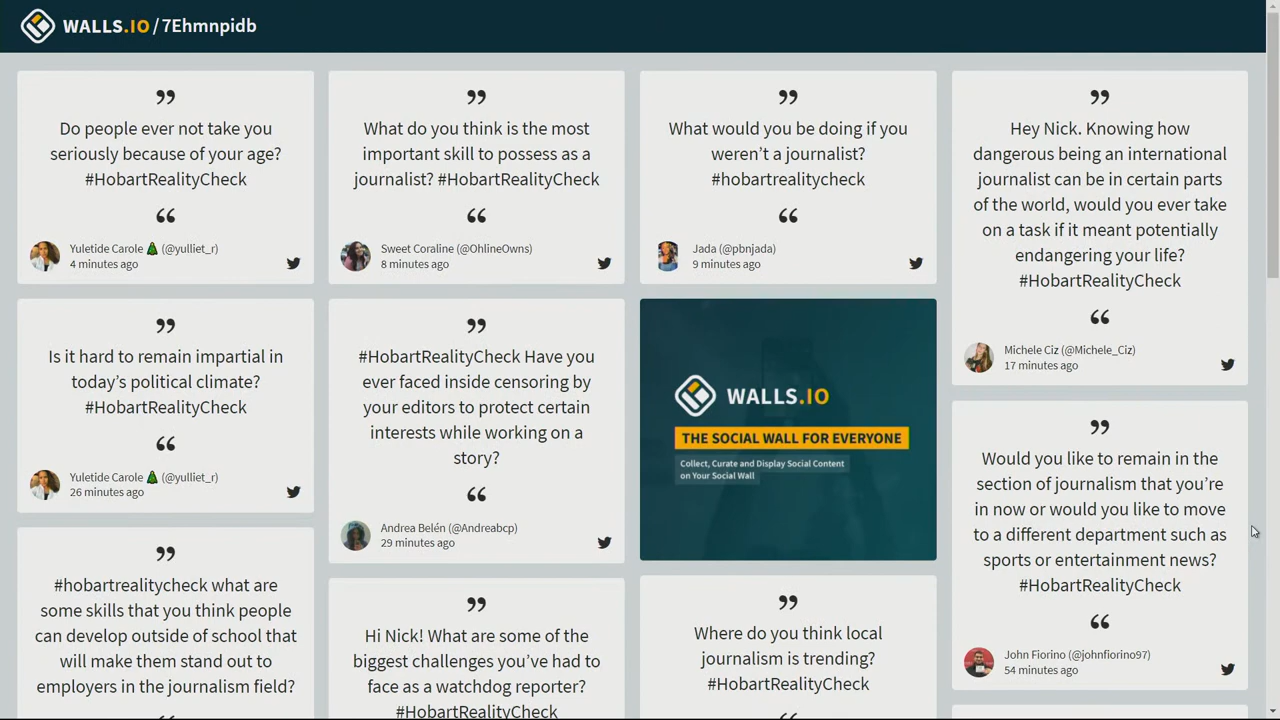 WALLS.IO / 7Ehmnpidb
”
Do people ever not take you
seriously because of your age?
#HobartRealityCheck
“
Yuletide Carole 🎄 (@yulliet_r)
4 minutes ago
”
What do you think is the most
important skill to possess as a
journalist? #HobartRealityCheck
“
Sweet Coraline (@OhlineOwns)
8 minutes ago
”
What would you be doing if you
weren’t a journalist?
#hobartrealitycheck
“
Jada (@pbnjada)
9 minutes ago
”
Hey Nick. Knowing how
dangerous being an international
journalist can be in certain parts
of the world, would you ever take
on a task if it meant potentially
endangering your life?
#HobartRealityCheck
“
Michele Ciz (@Michele_Ciz)
17 minutes ago
”
Is it hard to remain impartial in
today’s political climate?
#HobartRealityCheck
“
Yuletide Carole 🎄 (@yulliet_r)
26 minutes ago
”
#HobartRealityCheck Have you
ever faced inside censoring by
your editors to protect certain
interests while working on a
story?
“
Andrea Belén (@Andreabcp)
29 minutes ago
WALLS.IO
THE SOCIAL WALL FOR EVERYONE
Collect, Curate and Display Social Content
on Your Social Wall
”
Would you like to remain in the
section of journalism that you’re
in now or would you like to move
to a different department such as
sports or entertainment news?
#HobartRealityCheck
“
John Fiorino (@johnfiorino97)
54 minutes ago
”
#hobartrealitycheck what are
some skills that you think people
can develop outside of school that
will make them stand out to
employers in the journalism field?
”
Hi Nick! What are some of the
biggest challenges you’ve had to
face as a watchdog reporter?
#HobartRealityCheck
”
Where do you think local
journalism is trending?
#HobartRealityCheck